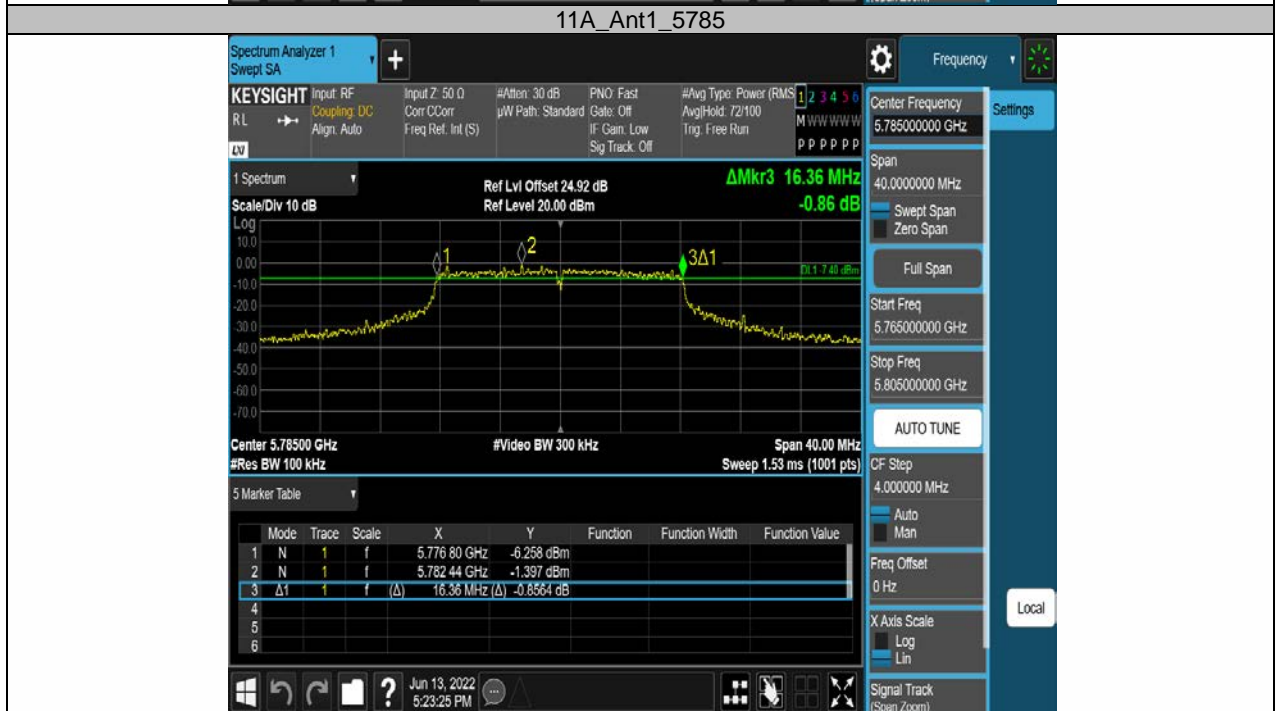 11A_Ant1_5785
Spectrum Analyzer 1
Swept SA
+
Frequency
KEYSIGHT
RL
LXI
Input: RF
Coupling: DC
Align: Auto
Input Z: 50 Ω
Corr CCorr
Freq Ref: Int (S)
#Atten: 30 dB
µW Path: Standard
PNO: Fast
Gate: Off
IF Gain: Low
Sig Track: Off
#Avg Type: Power (RMS
Avg|Hold: 72/100
Trig: Free Run
1 2 3 4 5 6
M W W W W W
P P P P P P
Center Frequency
5.785000000 GHz
Settings
Span
40.0000000 MHz
Swept Span
Zero Span
Full Span
Start Freq
5.765000000 GHz
Stop Freq
5.805000000 GHz
AUTO TUNE
CF Step
4.000000 MHz
Auto
Man
Freq Offset
0 Hz
X Axis Scale
Log
Lin
Signal Track
(Span Zoom)
Local
1 Spectrum
Scale/Div 10 dB
Ref Lvl Offset 24.92 dB
Ref Level 20.00 dBm
ΔMkr3 16.36 MHz
-0.86 dB
Log
10.0
0.00
-10.0
-20.0
-30.0
-40.0
-50.0
-60.0
-70.0
1
2
3Δ1
DL1 -7.40 dBm
Center 5.78500 GHz
#Video BW 300 kHz
Span 40.00 MHz
#Res BW 100 kHz
Sweep 1.53 ms (1001 pts)
5 Marker Table
Mode Trace Scale X Y Function Function Width Function Value
1 N 1 f 5.776 80 GHz -6.258 dBm
2 N 1 f 5.782 44 GHz -1.397 dBm
3 Δ1 1 f (Δ) 16.36 MHz (Δ) -0.8564 dB
4
5
6
?
Jun 13, 2022
5:23:25 PM